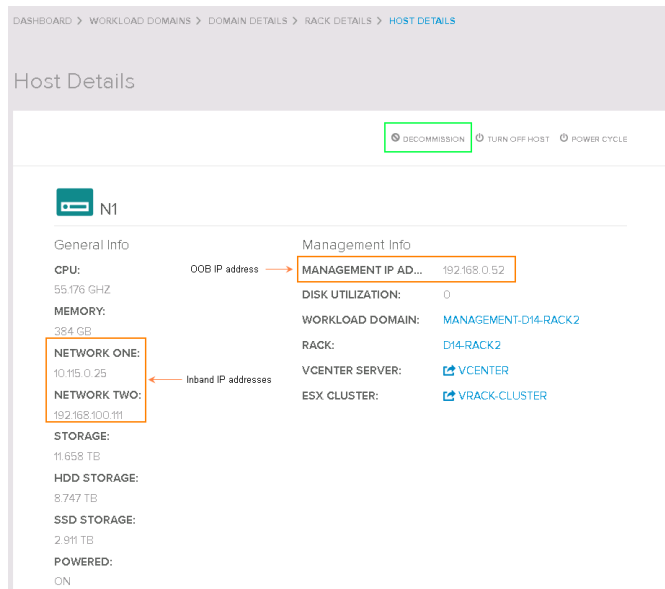 DASHBOARD > WORKLOAD DOMAINS > DOMAIN DETAILS > RACK DETAILS > HOST DETAILS
Host Details
DECOMMISSION TURN OFF HOST POWER CYCLE
N1
General Info
CPU:
55.176 GHZ
MEMORY:
384 GB
NETWORK ONE:
10.115.0.25
NETWORK TWO:
192.168.100.111
STORAGE:
11.658 TB
HDD STORAGE:
8.747 TB
SSD STORAGE:
2.911 TB
POWERED:
ON
OOB IP address
Inband IP addresses
Management Info
MANAGEMENT IP AD... 192.168.0.52
DISK UTILIZATION: 0
WORKLOAD DOMAIN: MANAGEMENT-D14-RACK2
RACK: D14-RACK2
VCENTER SERVER: VCENTER
ESX CLUSTER: VRACK-CLUSTER